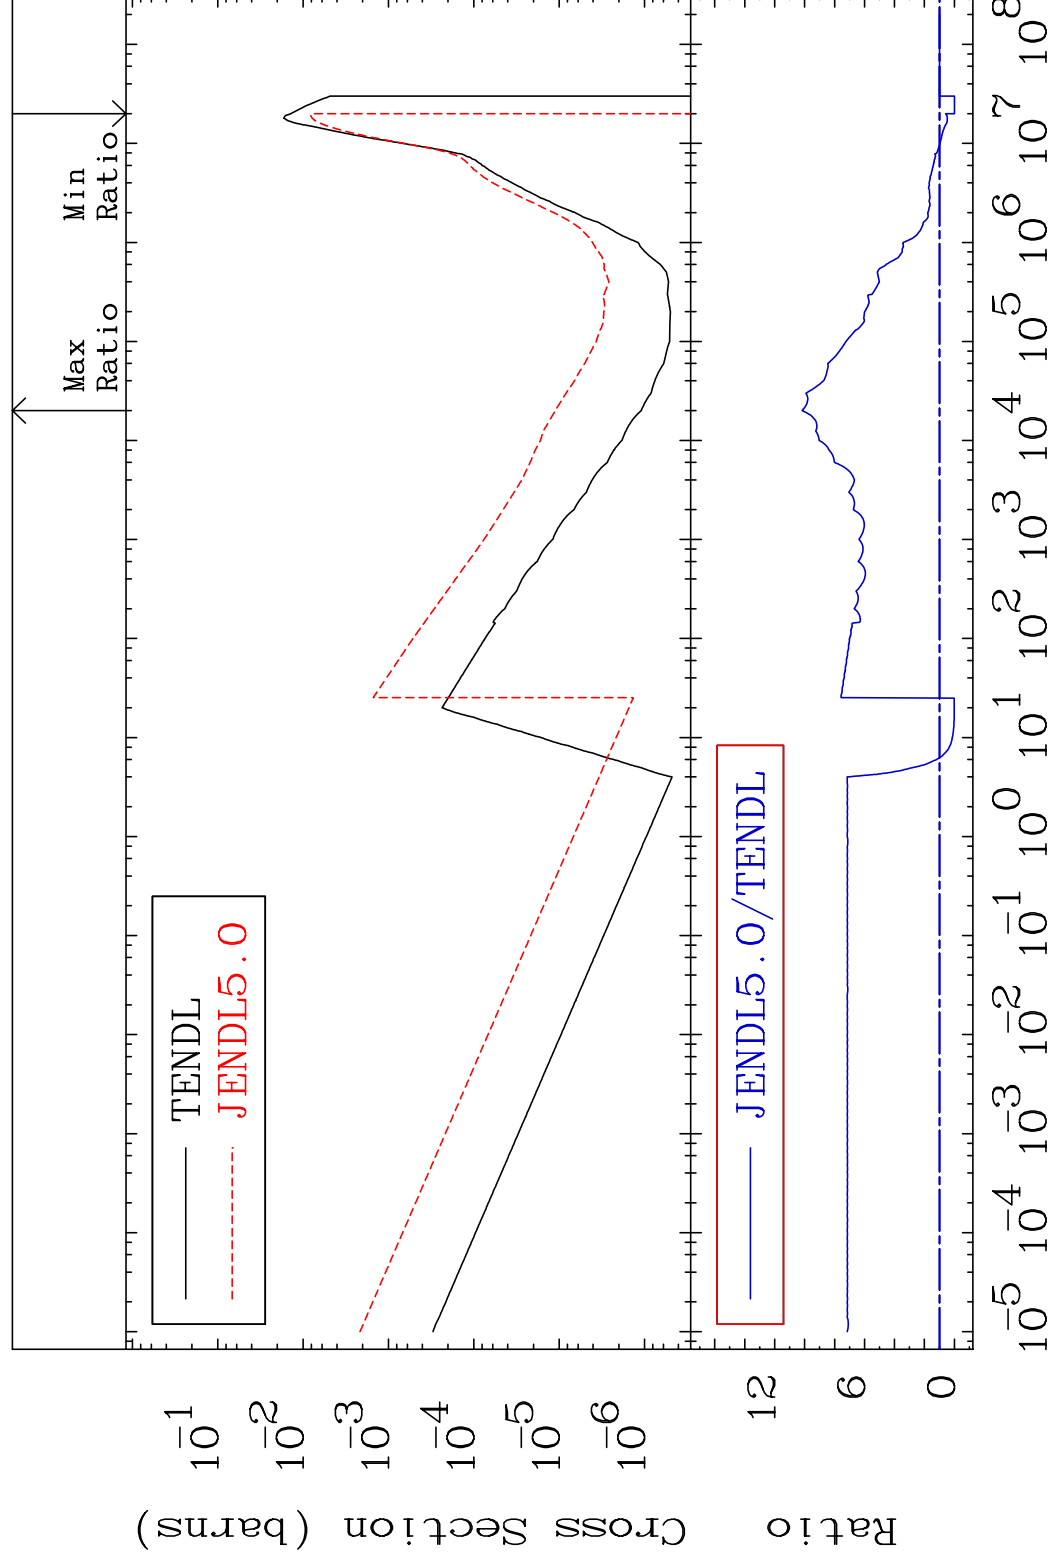 Max
Ratio
Min
Ratio
TENDL
JENDL5.0
10^-1
10^-2
10^-3
10^-4
10^-5
10^-6
Cross Section (barns)
JENDL5.0/TENDL
12
6
0
Ratio
10^-5 10^-4 10^-3 10^-2 10^-1 10^0 10^1 10^2 10^3 10^4 10^5 10^6 10^7 10^8